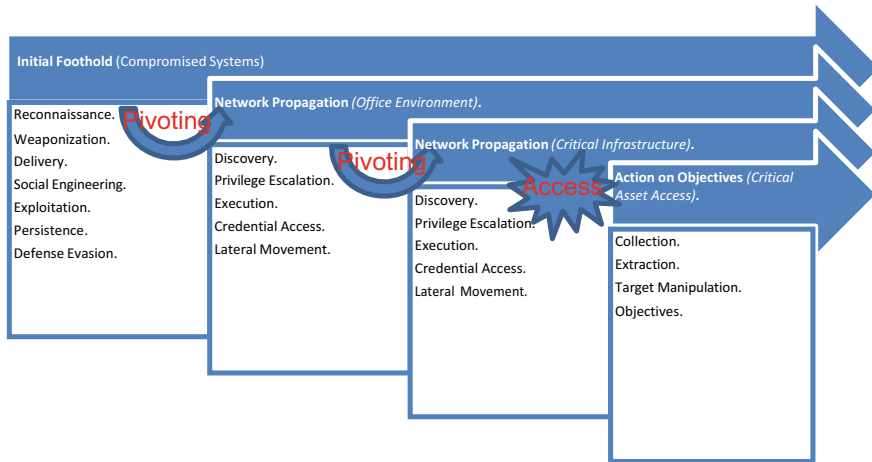 Initial Foothold (Compromised Systems)
Reconnaissance.
Weaponization.
Delivery.
Social Engineering.
Exploitation.
Persistence.
Defense Evasion.
Pivoting
Network Propagation (Office Environment).
Discovery.
Privilege Escalation.
Execution.
Credential Access.
Lateral Movement.
Pivoting
Network Propagation (Critical Infrastructure).
Discovery.
Privilege Escalation.
Execution.
Credential Access.
Lateral Movement.
Access
Action on Objectives (Critical
Asset Access).
Collection.
Extraction.
Target Manipulation.
Objectives.